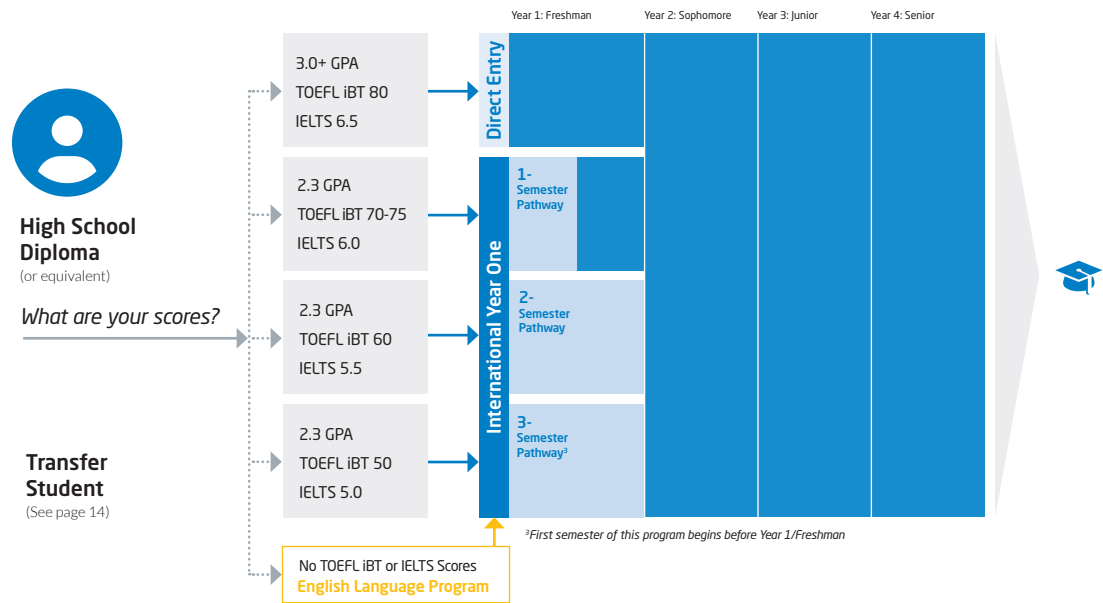 Year 1: Freshman
Year 2: Sophomore
Year 3: Junior
Year 4: Senior
High School
Diploma
(or equivalent)
What are your scores?
Transfer
Student
(See page 14)
3.0+ GPA
TOEFL iBT 80
IELTS 6.5
Direct Entry
2.3 GPA
TOEFL iBT 70-75
IELTS 6.0
International Year One
1-
Semester
Pathway
2.3 GPA
TOEFL iBT 60
IELTS 5.5
2-
Semester
Pathway
2.3 GPA
TOEFL iBT 50
IELTS 5.0
3-
Semester
Pathway³
³First semester of this program begins before Year 1/Freshman
No TOEFL iBT or IELTS Scores
English Language Program